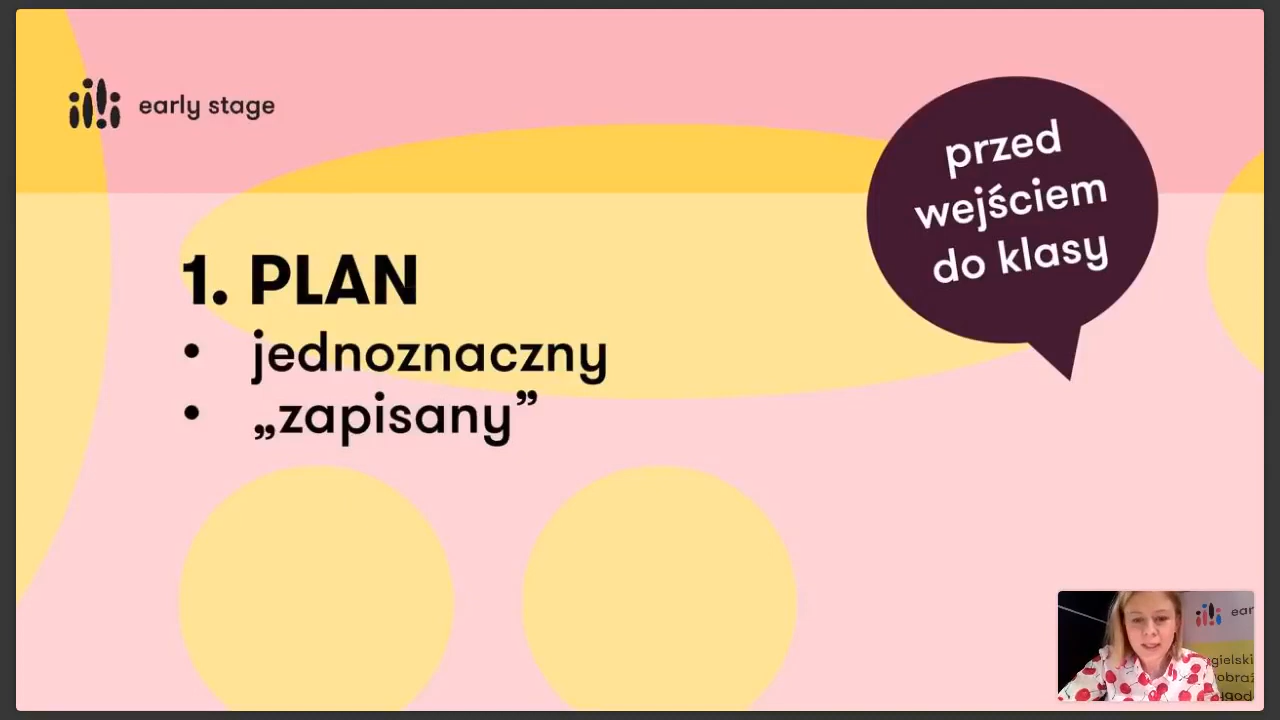 early stage
przed
wejściem
do klasy
1. PLAN
• jednoznaczny
• „zapisany”